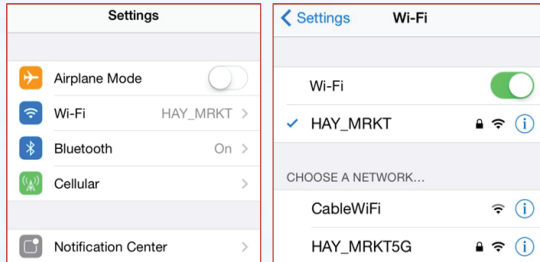 Settings
Airplane Mode
Wi-Fi HAY_MRKT
Bluetooth On
Cellular
Notification Center
Settings Wi-Fi
Wi-Fi
HAY_MRKT
CHOOSE A NETWORK...
CableWiFi
HAY_MRKT5G